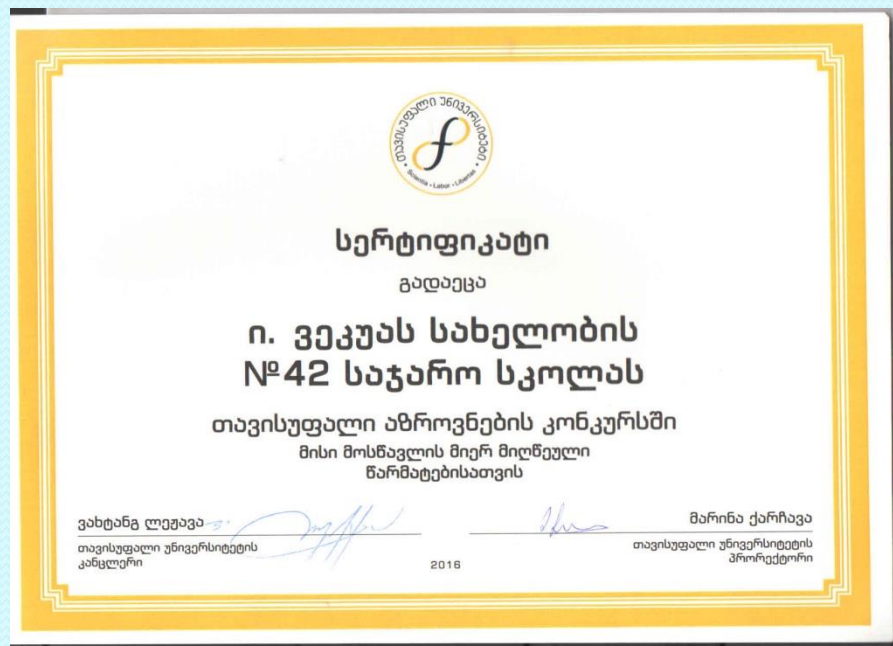 თავისუფალი უნივერსიტეტი
Scientia - Labor - Libertas
სერტიფიკატი
გადაეცა
ი. ვეკუას სახელობის
№42 საჯარო სკოლას
თავისუფალი აზროვნების კონკურსში
მისი მოსწავლის მიერ მიღწეული
წარმატებისათვის
ვახტანგ ლეჟავა
თავისუფალი უნივერსიტეტის
კანცლერი
2016
მარინა ქარჩავა
თავისუფალი უნივერსიტეტის
პრორექტორი